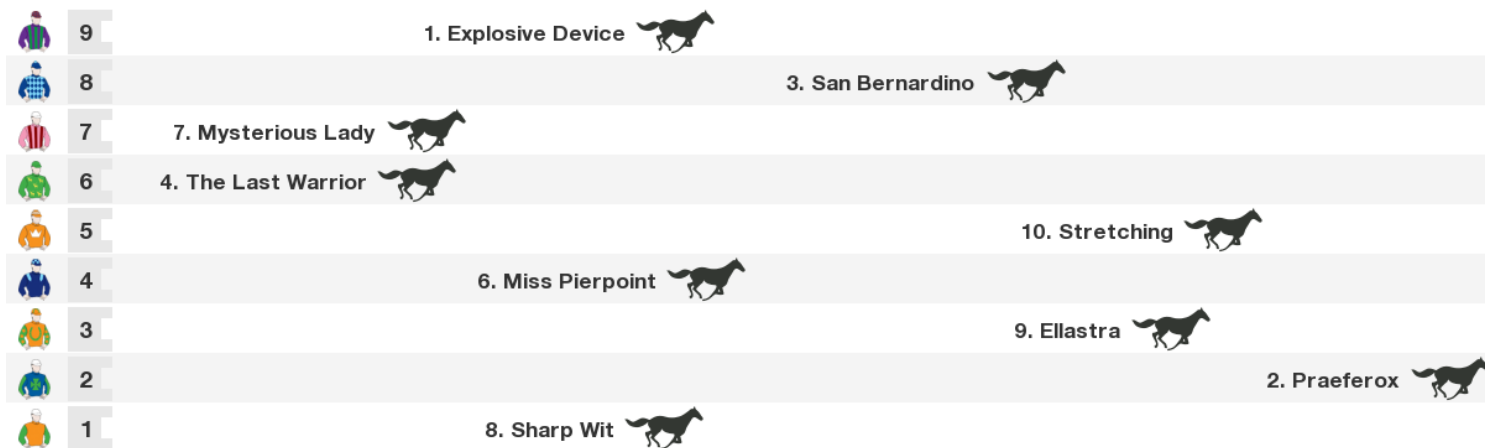 9 1. Explosive Device
8 3. San Bernardino
7 7. Mysterious Lady
6 4. The Last Warrior
5 10. Stretching
4 6. Miss Pierpoint
3 9. Ellastra
2 2. Praeferox
1 8. Sharp Wit